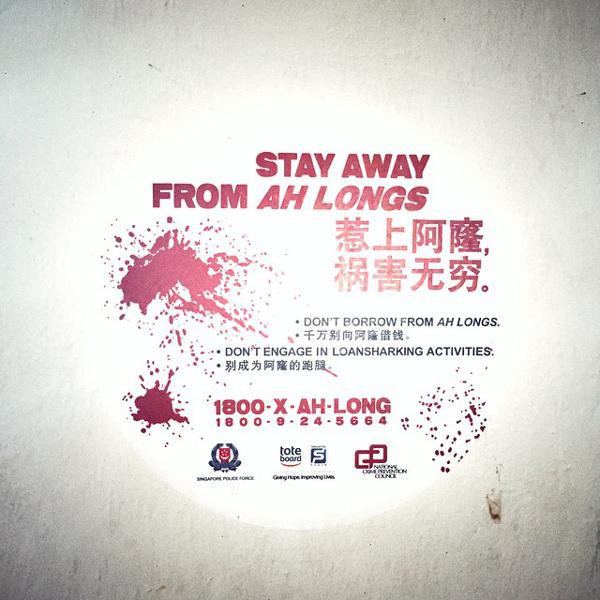 STAY AWAY
FROM AH LONGS
惹上阿窿,
祸害无穷。
• DON'T BORROW FROM AH LONGS.
• 千万别向阿窿借钱。
• DON'T ENGAGE IN LOANSHARKING ACTIVITIES.
• 别成为阿窿的跑腿。
1800-X-AH-LONG
1800-9-24-5664
SINGAPORE POLICE FORCE
tote
board
Giving Hope. Improving Lives.
NATIONAL
CRIME PREVENTION
COUNCIL